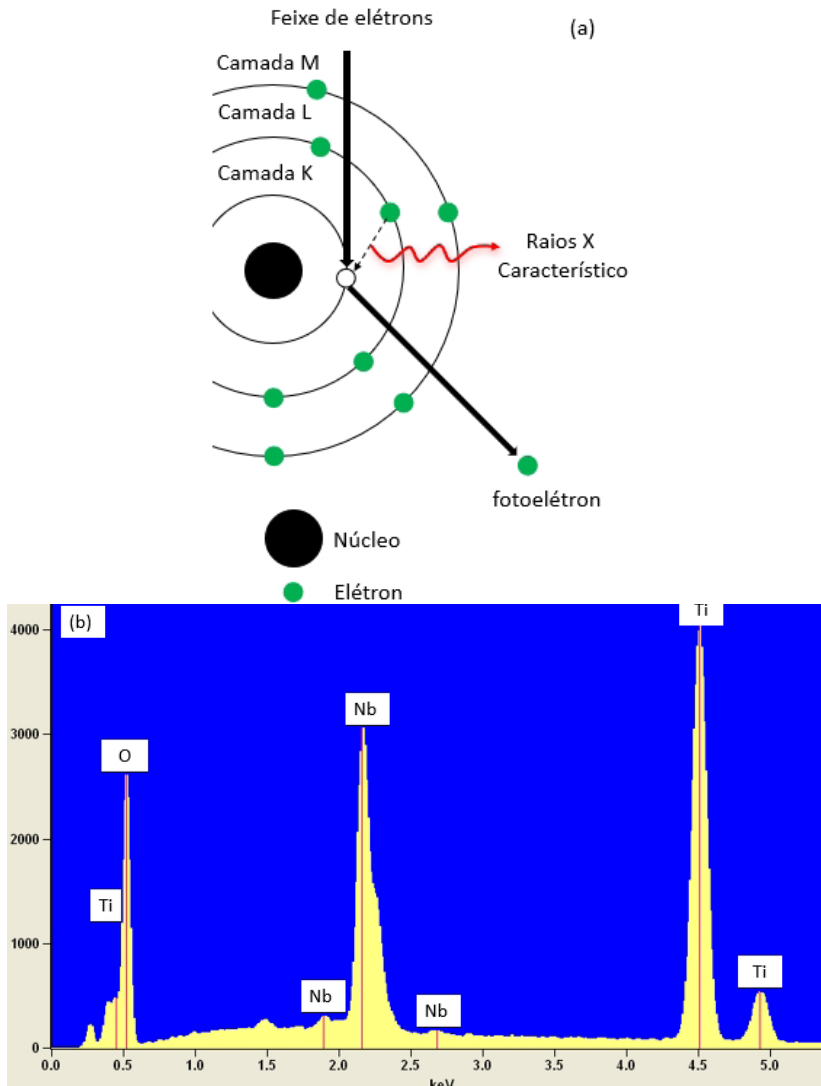 Feixe de elétrons
(a)
Camada M
Camada L
Camada K
Raios X
Característico
fotoelétron
Núcleo
Elétron
(b)
4000
Ti
Nb
3000
O
2000
Ti
1000
Nb
Nb
Ti
0
0.0 0.5 1.0 1.5 2.0 2.5 3.0 3.5 4.0 4.5 5.0
keV